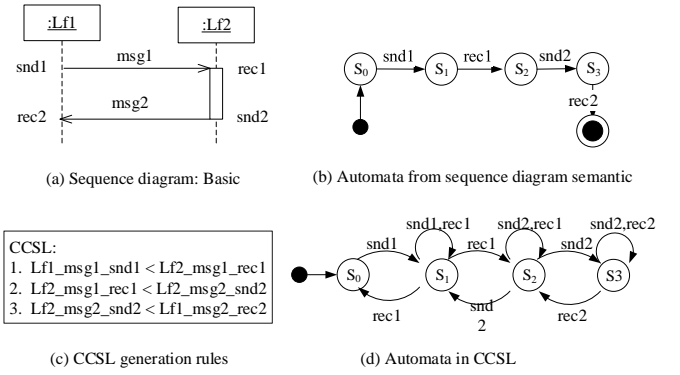 :Lf1
:Lf2
snd1
msg1
rec1
rec2
msg2
snd2
(a) Sequence diagram: Basic
S0
snd1
S1
rec1
S2
snd2
S3
rec2
(b) Automata from sequence diagram semantic
CCSL:
1. Lf1_msg1_snd1 < Lf2_msg1_rec1
2. Lf2_msg1_rec1 < Lf2_msg2_snd2
3. Lf2_msg2_snd2 < Lf1_msg2_rec2
(c) CCSL generation rules
snd1,rec1
snd2,rec1
snd2,rec2
snd1
rec1
snd2
S0
S1
S2
S3
rec1
snd
2
rec2
(d) Automata in CCSL